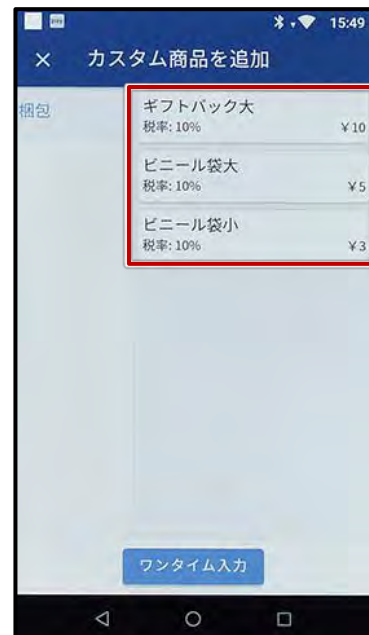 15:49
× カスタム商品を追加
梱包
ギフトバック大
税率: 10% ¥10
ビニール袋大
税率: 10% ¥5
ビニール袋小
税率: 10% ¥3
ワンタイム入力